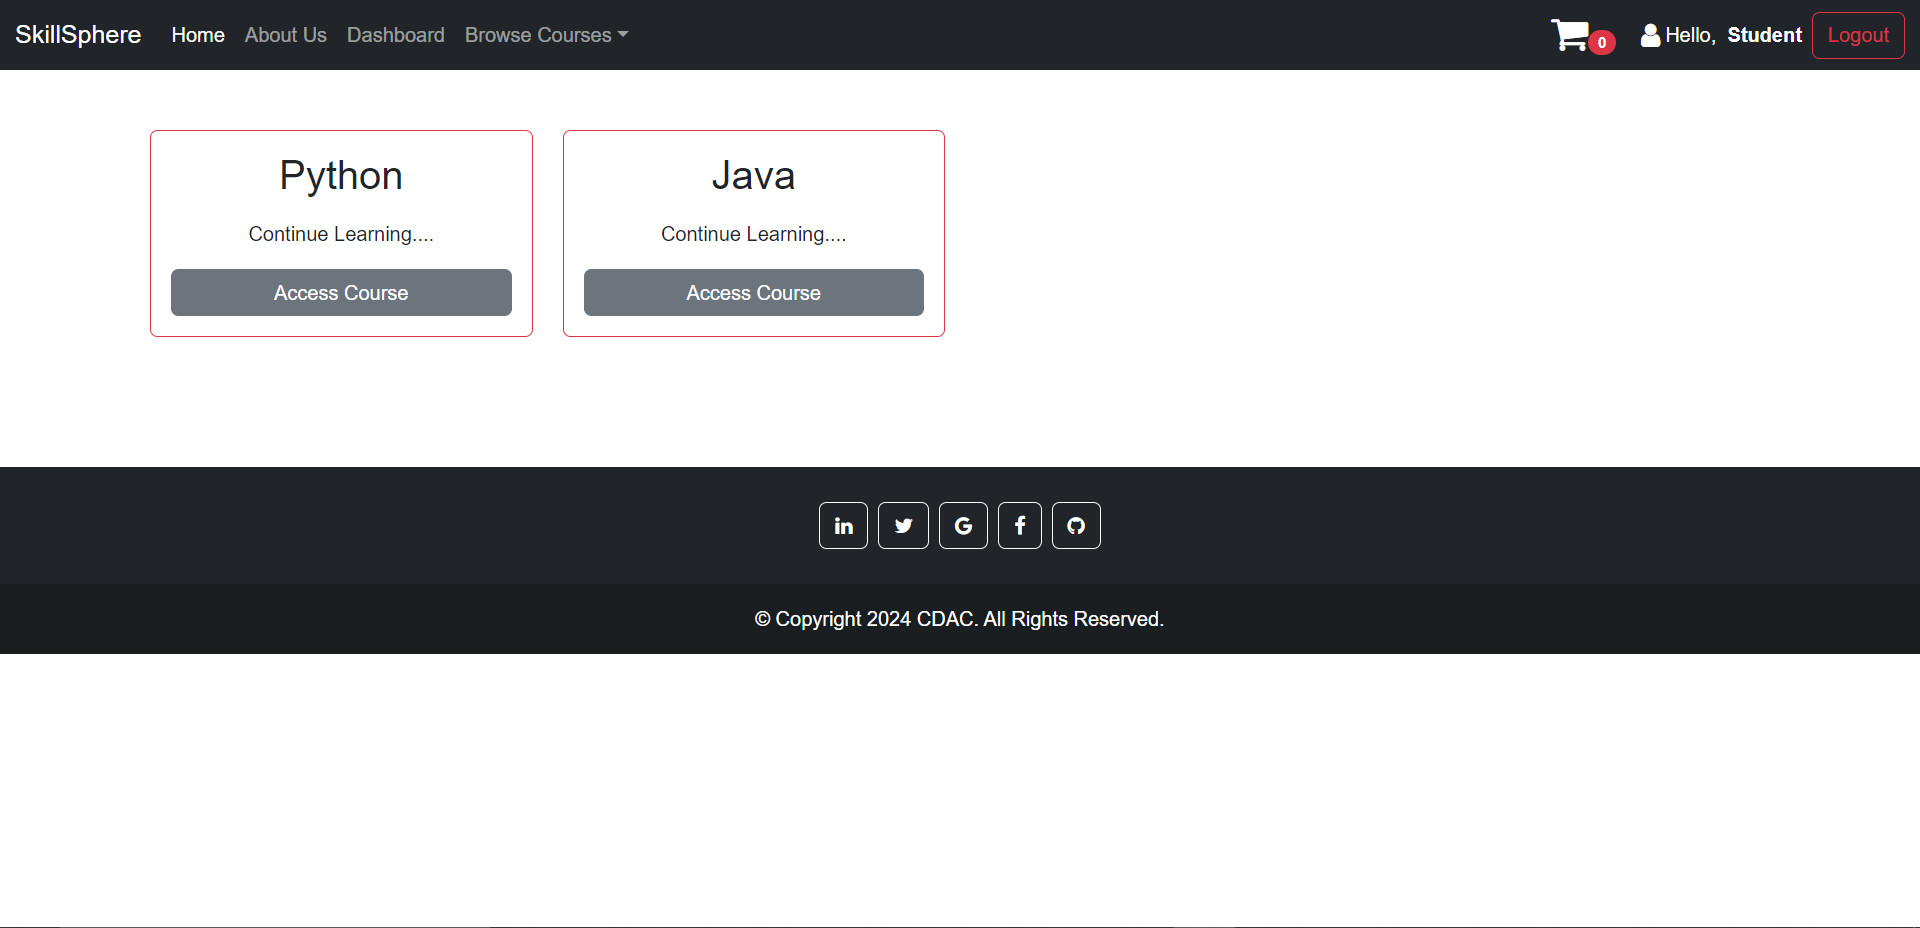 SkillSphere Home About Us Dashboard Browse Courses 0 Hello, Student Logout
Python
Continue Learning....
Access Course
Java
Continue Learning....
Access Course
© Copyright 2024 CDAC. All Rights Reserved.